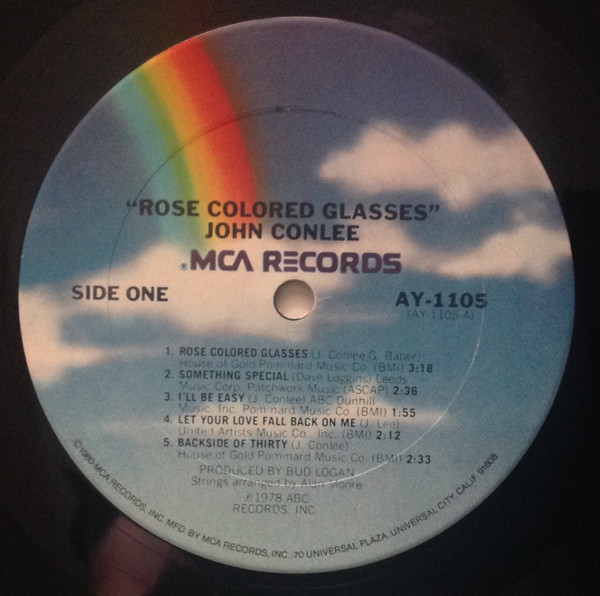 "ROSE COLORED GLASSES"
JOHN CONLEE
MCA RECORDS
SIDE ONE
AY-1105
(AY-1105-A)
1. ROSE COLORED GLASSES (J. Conlee G. Baber)
House of Gold Pommard Music Co. (BMI) 3:18
2. SOMETHING SPECIAL (Dave Loggins) Leeds
Music Corp. Patchwork Music (ASCAP) 2:36
3. I'LL BE EASY (J. Conlee) ABC Dunhill
Music, Inc. Pommard Music Co. (BMI) 1:55
4. LET YOUR LOVE FALL BACK ON ME (J. Lee)
United Artists Music Co., Inc. (BMI) 2:12
5. BACKSIDE OF THIRTY (J. Conlee)
House of Gold Pommard Music Co. (BMI) 2:33
PRODUCED BY BUD LOGAN
Strings arranged by Alan Moore
℗1978 ABC
RECORDS, INC.
©1980 MCA RECORDS, INC. MFD. BY MCA RECORDS, INC. 70 UNIVERSAL PLAZA, UNIVERSAL CITY, CALIF. 91608